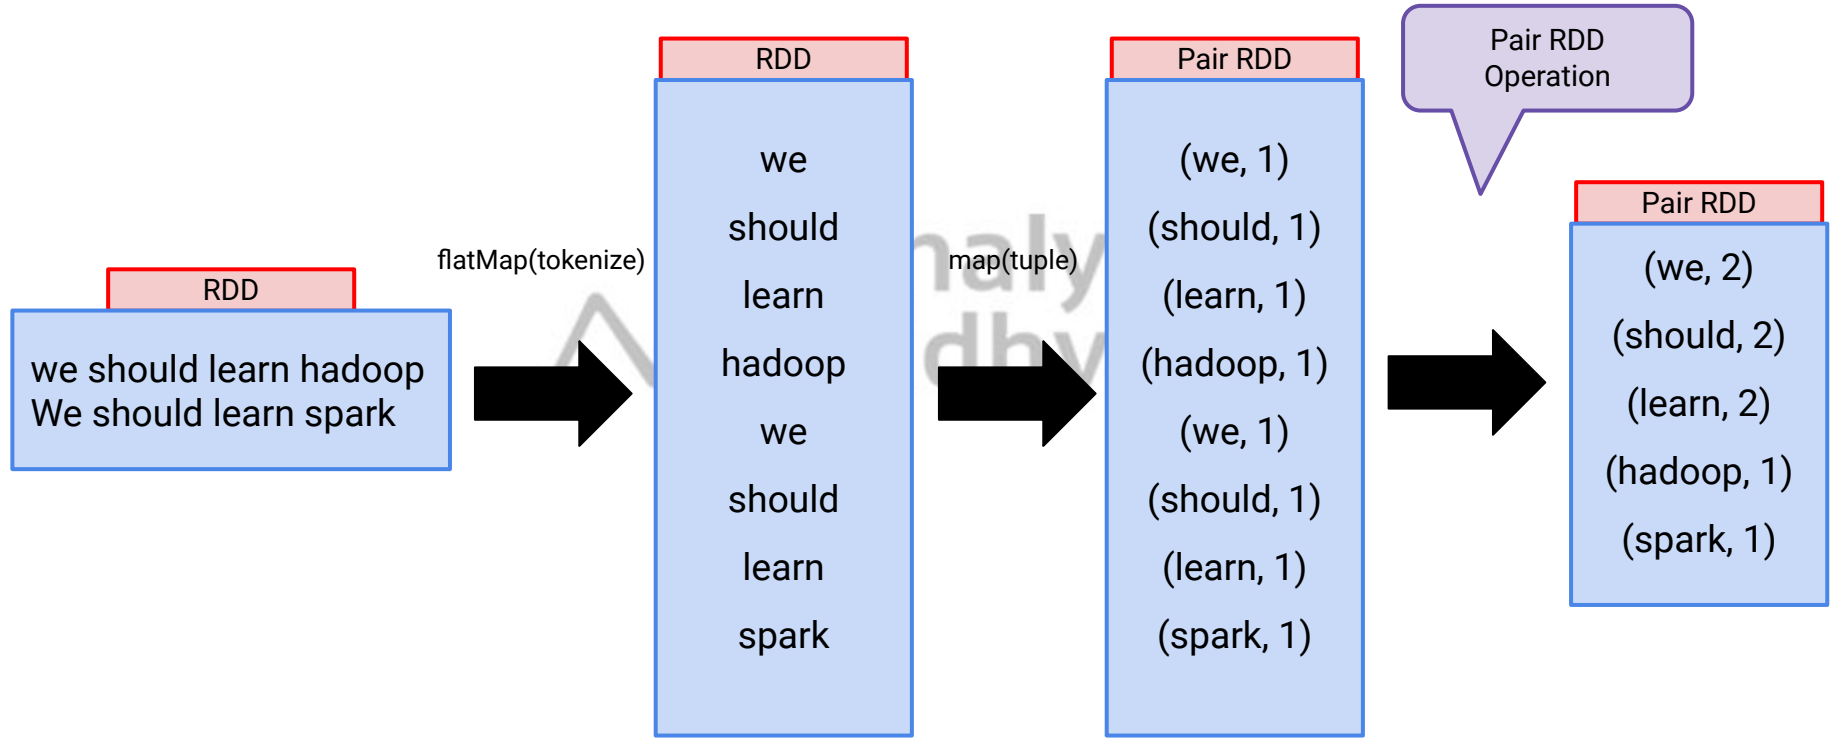 RDD
we should learn hadoop
We should learn spark
flatMap(tokenize)
RDD
we
should
learn
hadoop
we
should
learn
spark
map(tuple)
Pair RDD
(we, 1)
(should, 1)
(learn, 1)
(hadoop, 1)
(we, 1)
(should, 1)
(learn, 1)
(spark, 1)
Pair RDD
Operation
Pair RDD
(we, 2)
(should, 2)
(learn, 2)
(hadoop, 1)
(spark, 1)